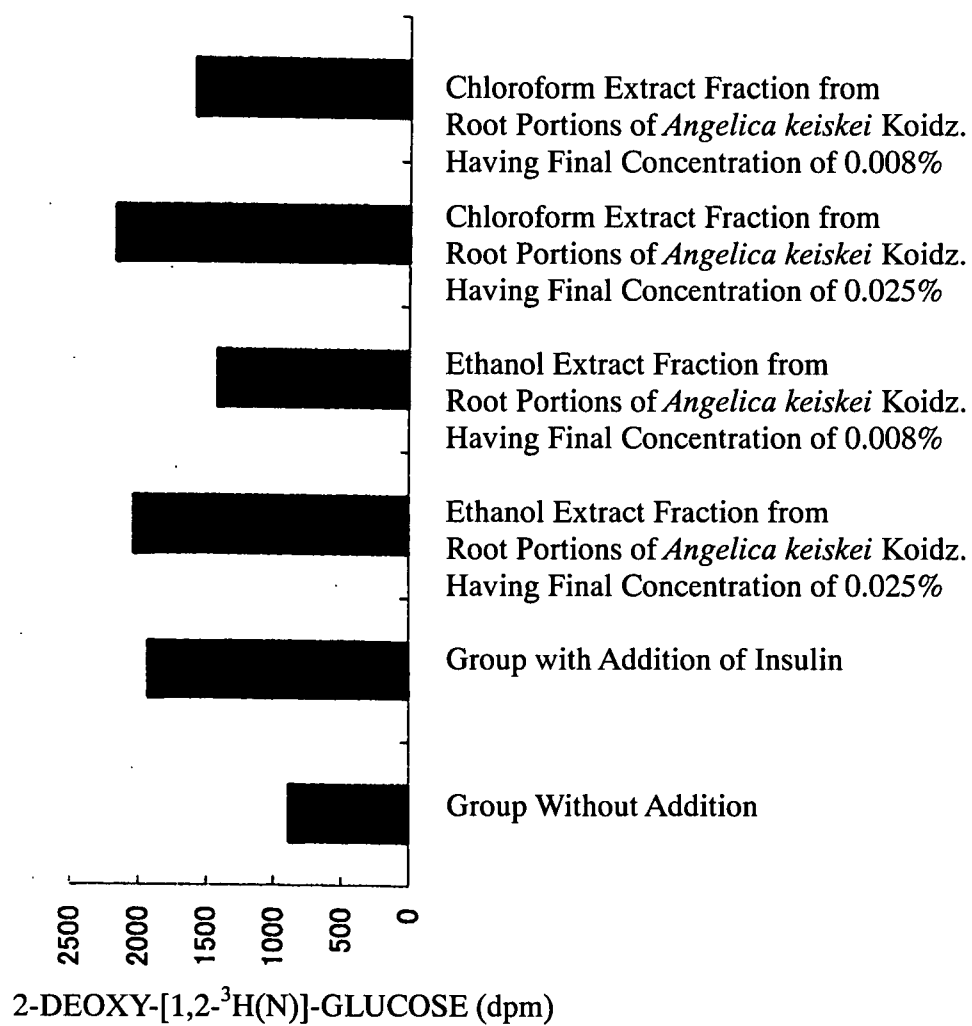 Chloroform Extract Fraction from
Root Portions of Angelica keiskei Koidz.
Having Final Concentration of 0.008%
Chloroform Extract Fraction from
Root Portions of Angelica keiskei Koidz.
Having Final Concentration of 0.025%
Ethanol Extract Fraction from
Root Portions of Angelica keiskei Koidz.
Having Final Concentration of 0.008%
Ethanol Extract Fraction from
Root Portions of Angelica keiskei Koidz.
Having Final Concentration of 0.025%
Group with Addition of Insulin
Group Without Addition
2500
2000
1500
1000
500
0
2-DEOXY-[1,2-³H(N)]-GLUCOSE (dpm)